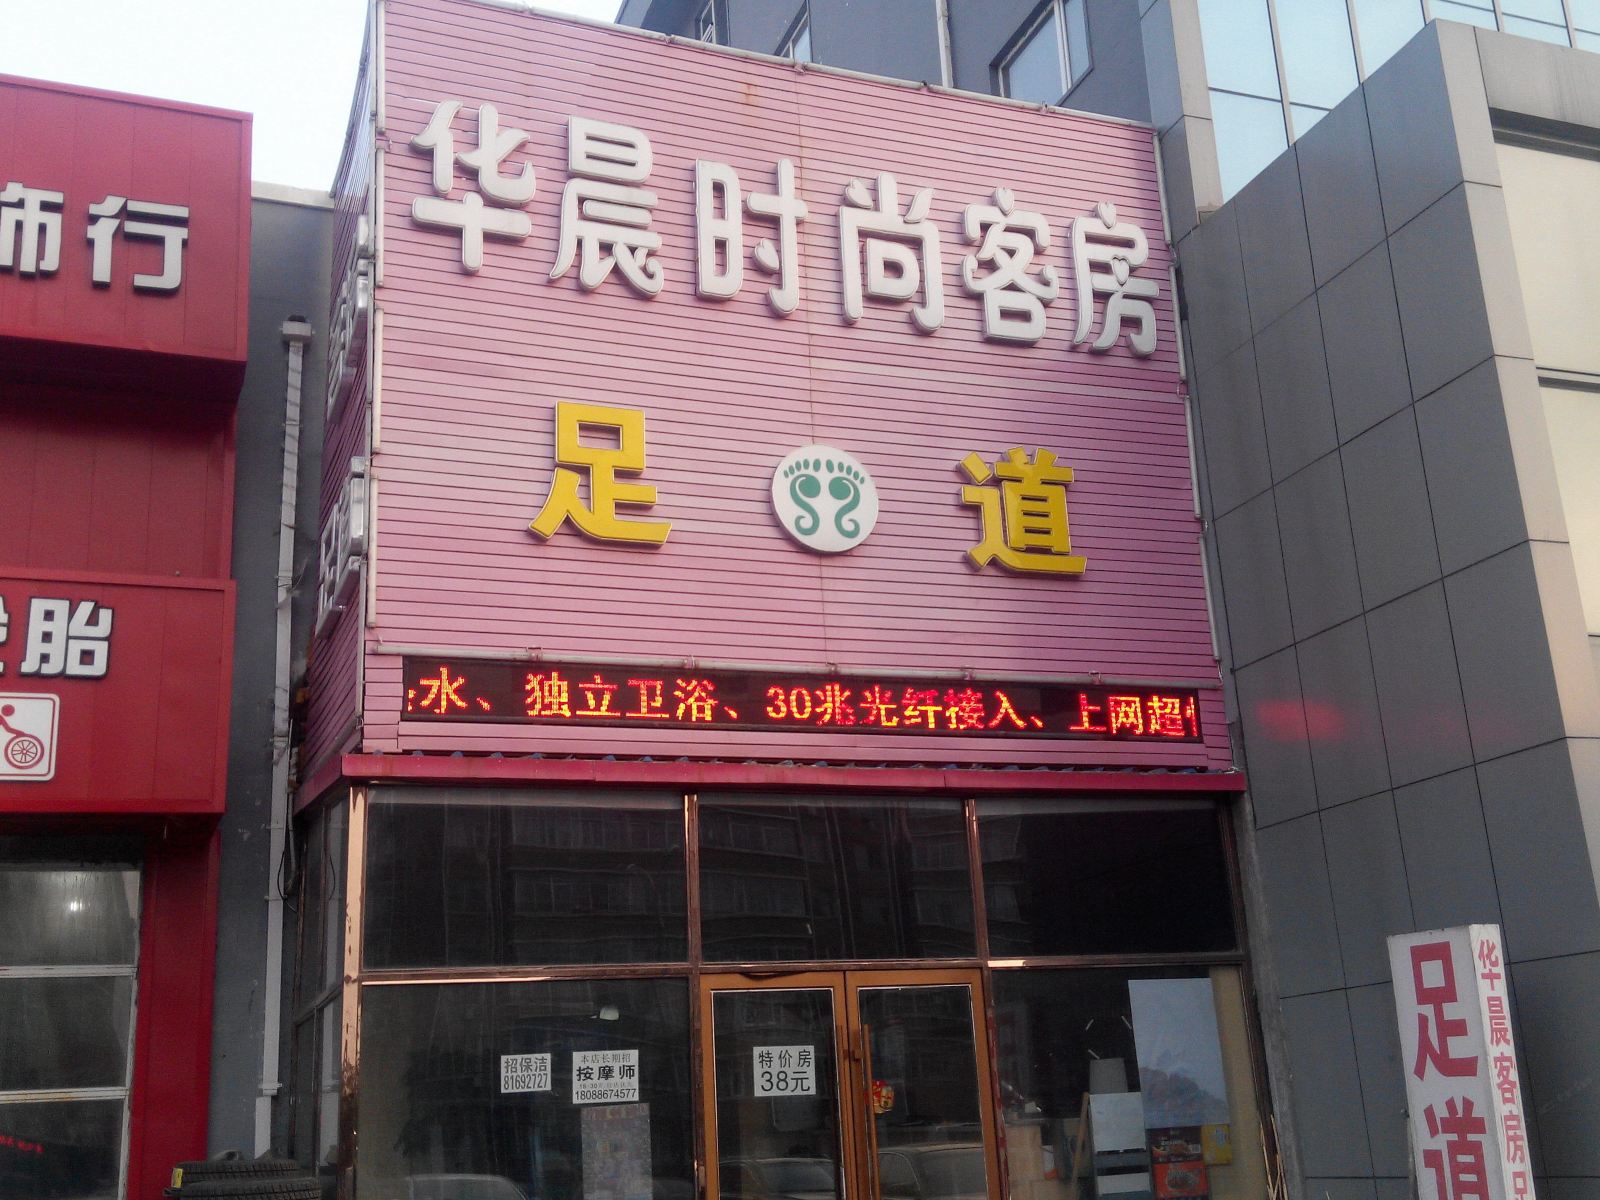 华晨时尚客房
足道
水、独立卫浴、30兆光纤接入、上网超
饰行
胎
招保洁
81692727
本店长期招
按摩师
18088674577
特价房
38元
足道
华晨客房